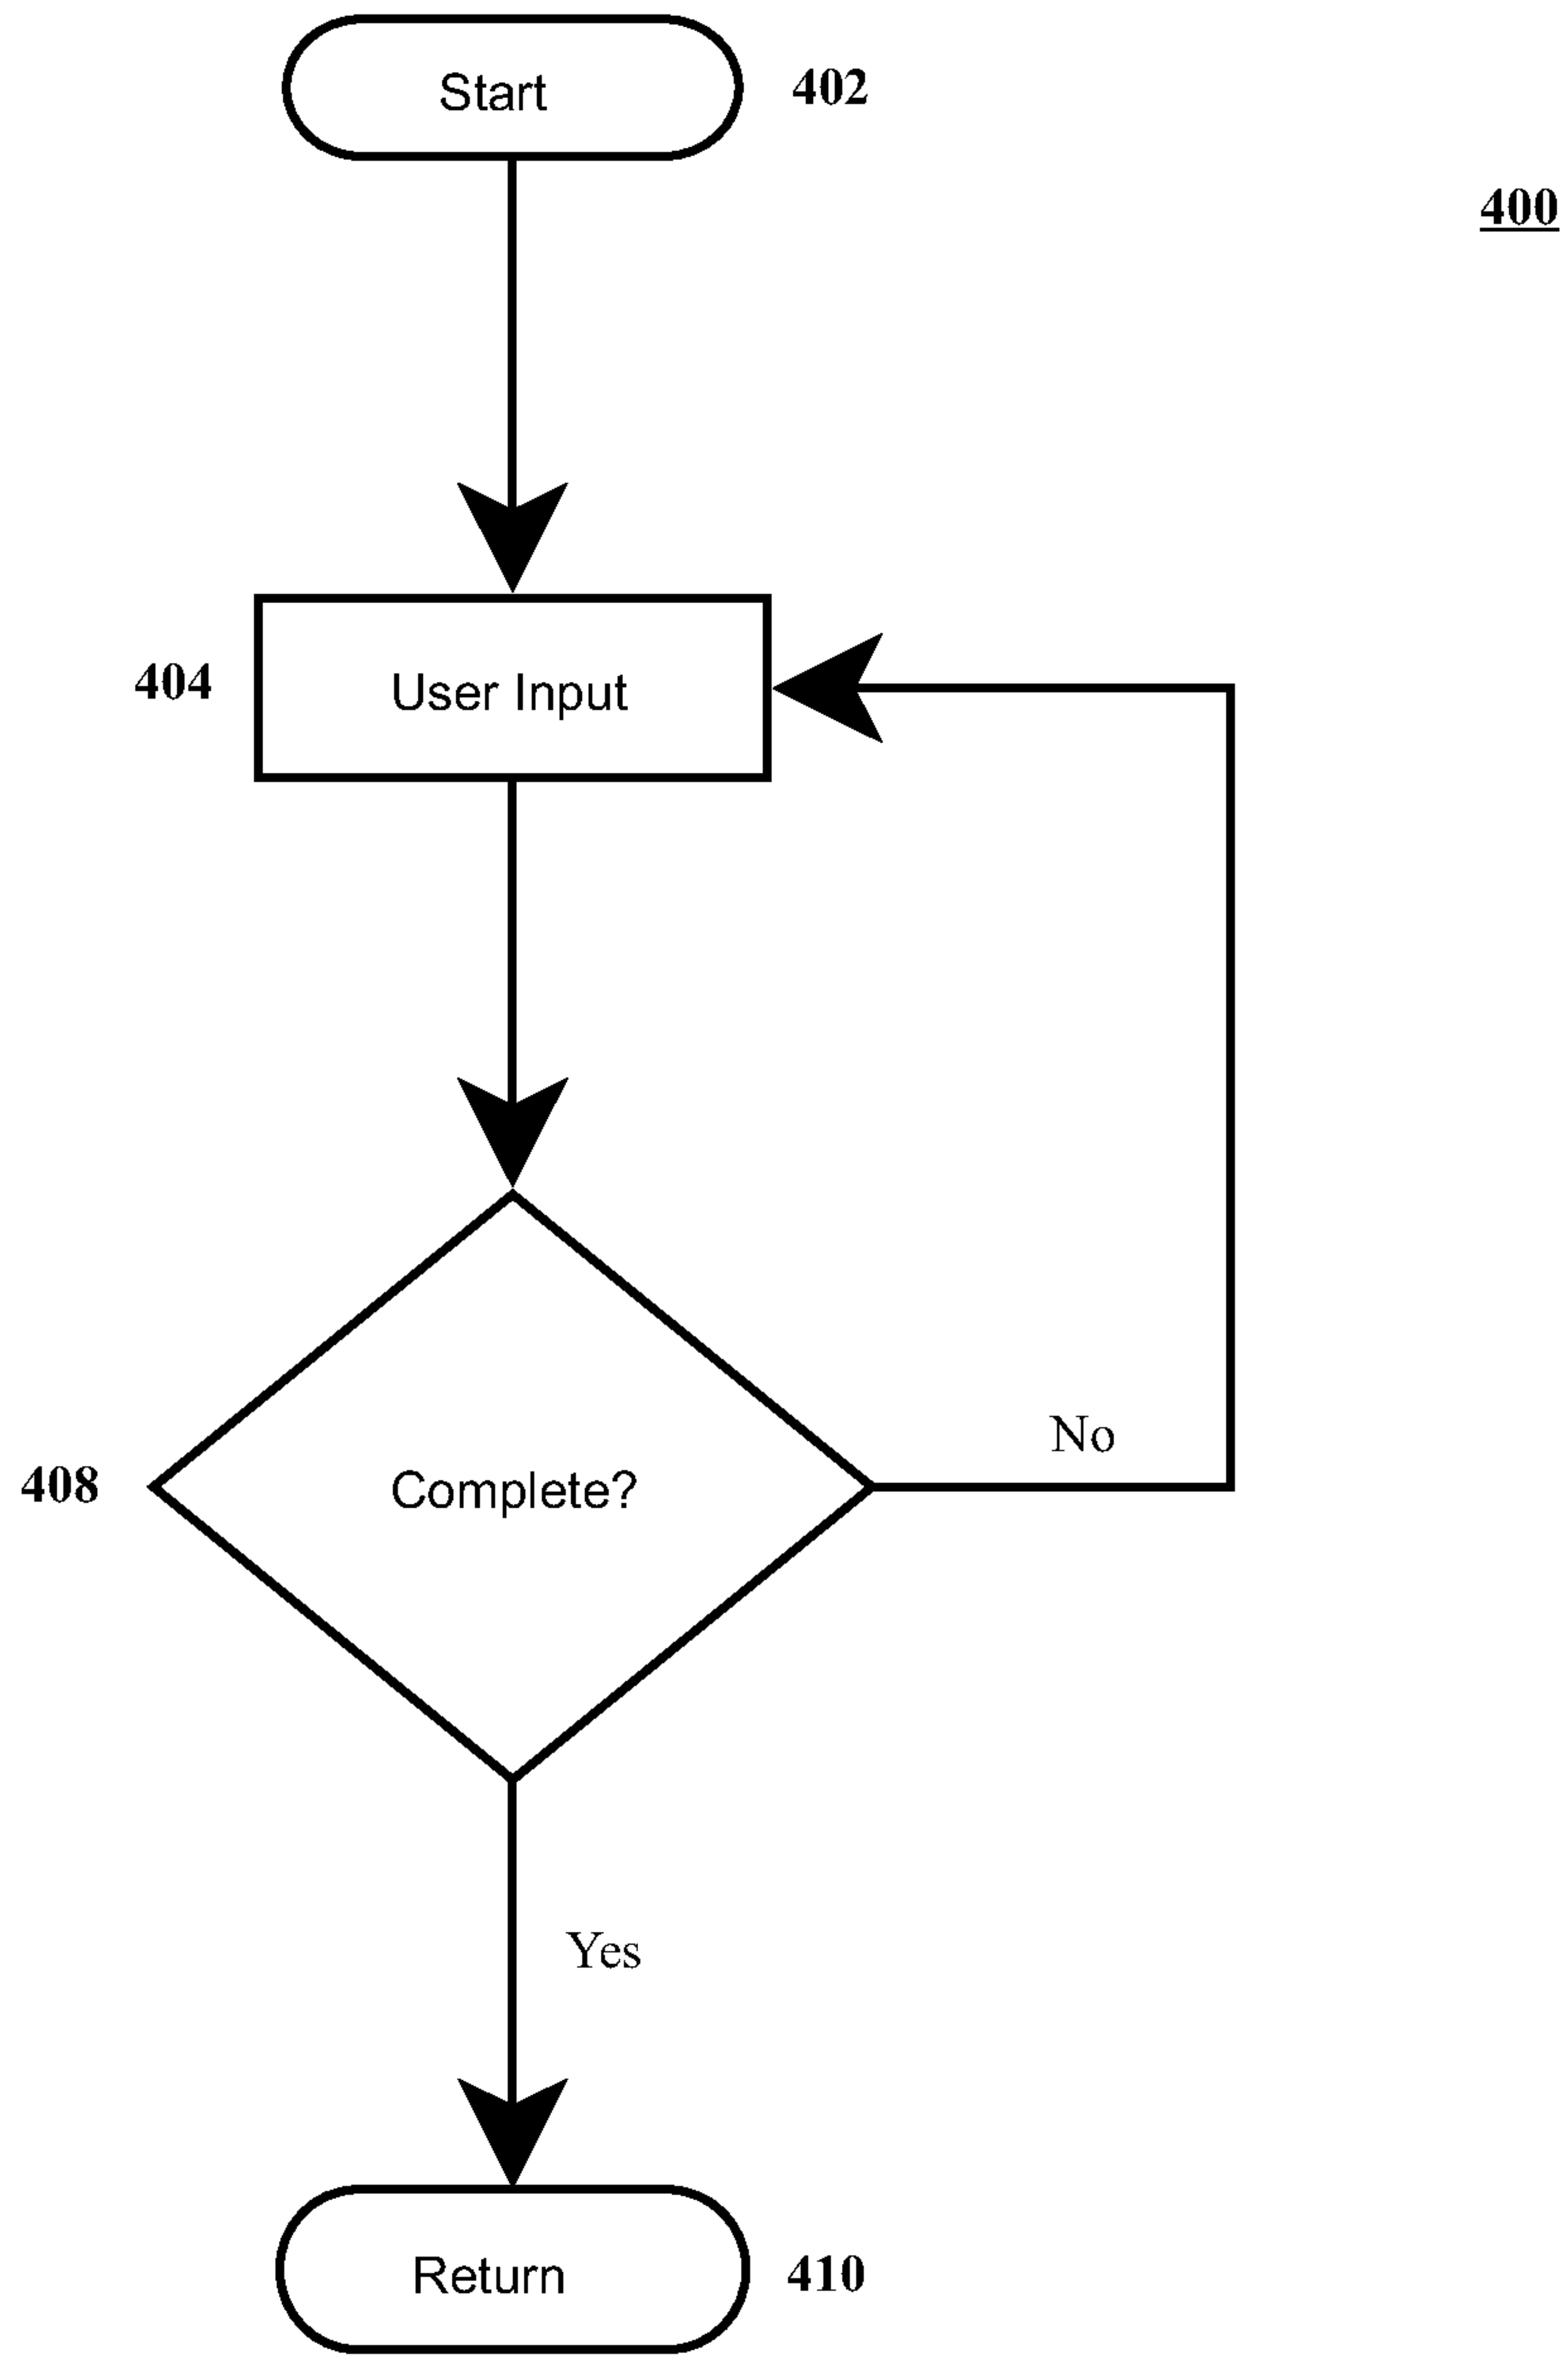 Start
402
400
404
User Input
No
408
Complete?
Yes
Return
410